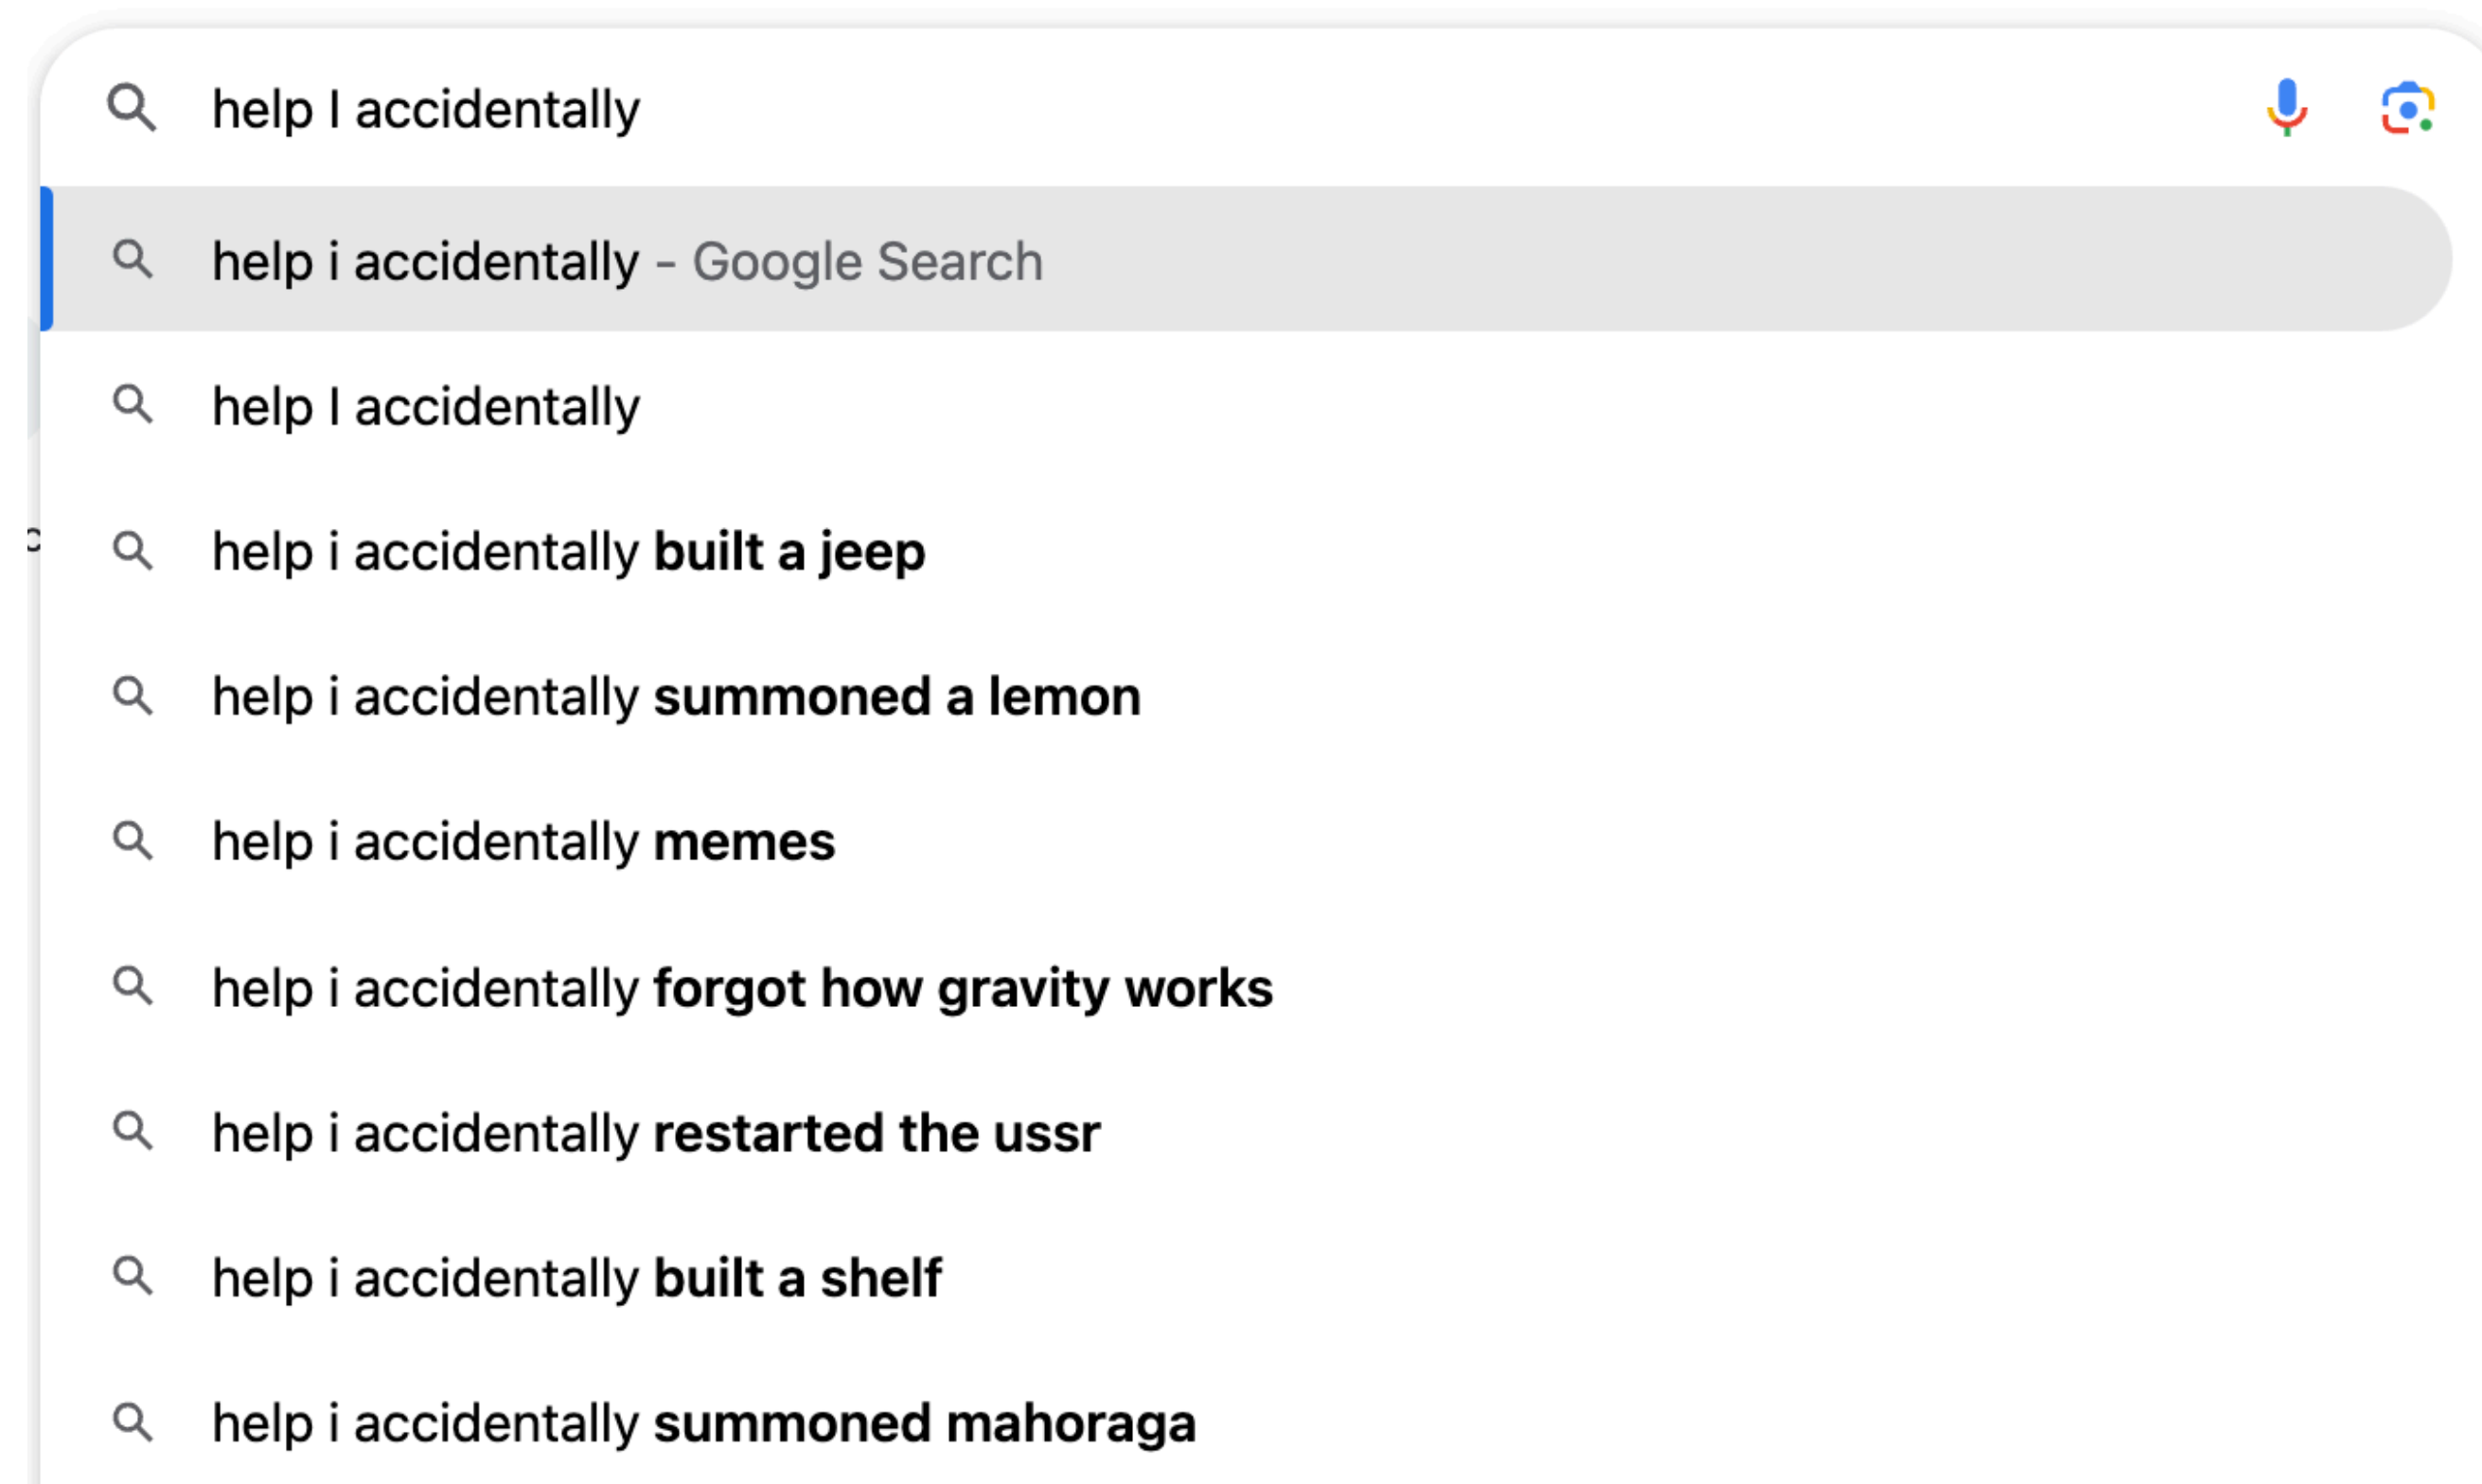 help I accidentally
help i accidentally - Google Search
help I accidentally
help i accidentally built a jeep
help i accidentally summoned a lemon
help i accidentally memes
help i accidentally forgot how gravity works
help i accidentally restarted the ussr
help i accidentally built a shelf
help i accidentally summoned mahoraga